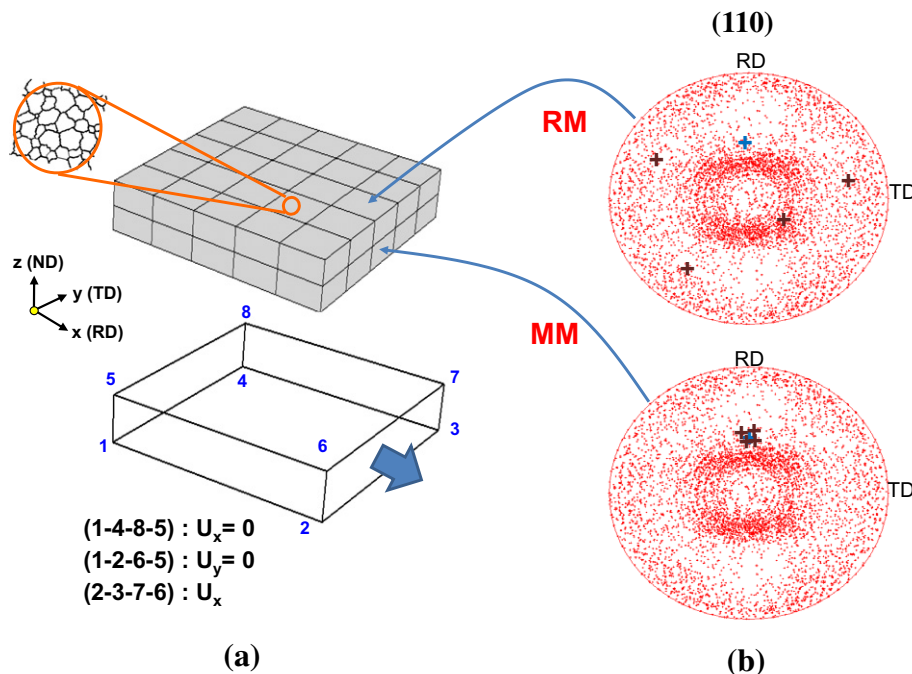 (110)
RD
RM
TD
z (ND)
y (TD)
x (RD)
MM
8
RD
5
4
7
1
6
3
2
TD
(1-4-8-5) : Ux= 0
(1-2-6-5) : Uy= 0
(2-3-7-6) : Ux
(a)
(b)